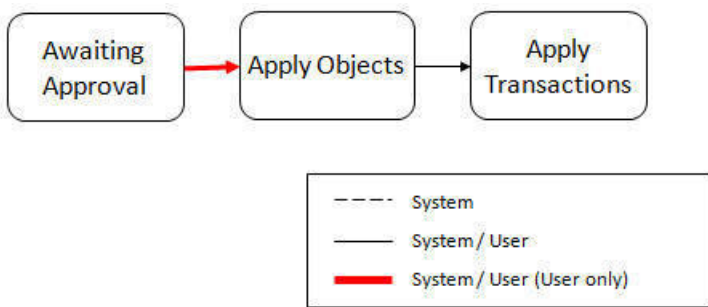 Awaiting
Approval
Apply Objects
Apply
Transactions
System
System / User
System / User (User only)